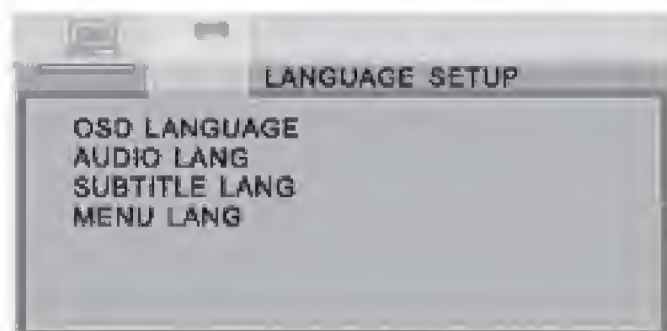 LANGUAGE SETUP
OSD LANGUAGE
AUDIO LANG
SUBTITLE LANG
MENU LANG